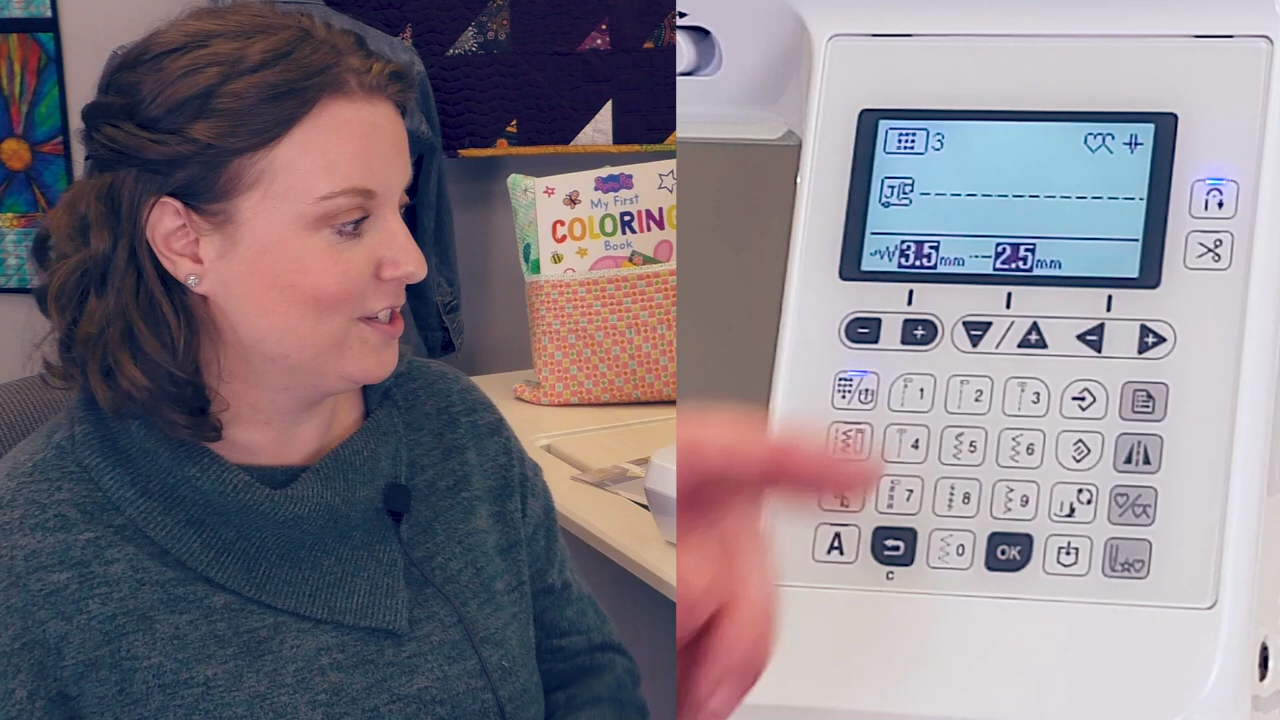 Peppa Pig
My First
COLORING
Book
3
J
3.5 mm 2.5 mm
- + / - +
1 2 3
4 5 6
7 8 9
A 0 OK
C